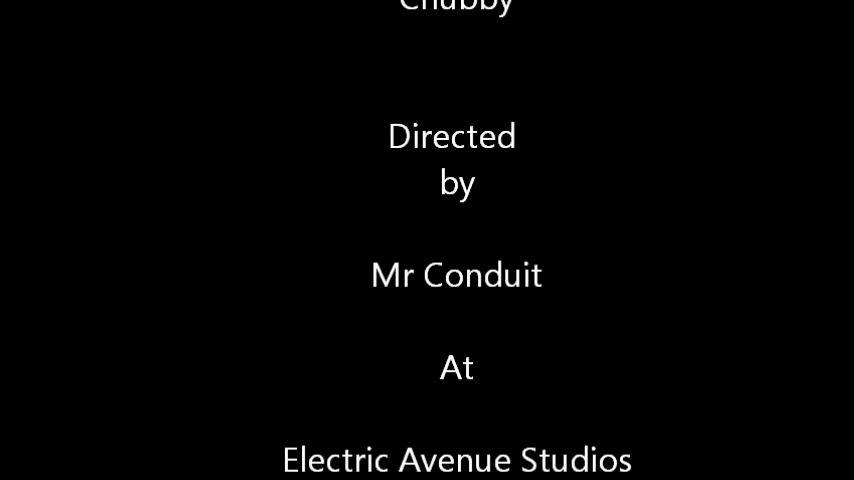 Chubby
Directed
by
Mr Conduit
At
Electric Avenue Studios